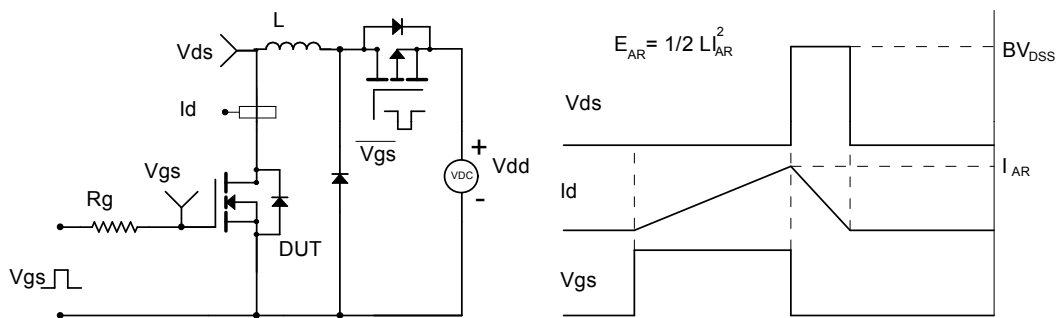 L
Vds
Id
Vgs
+
VDC
Vdd
-
Vgs
Rg
DUT
Vgs
E_AR = 1/2 LI²_AR
BV_DSS
Vds
I_AR
Id
Vgs